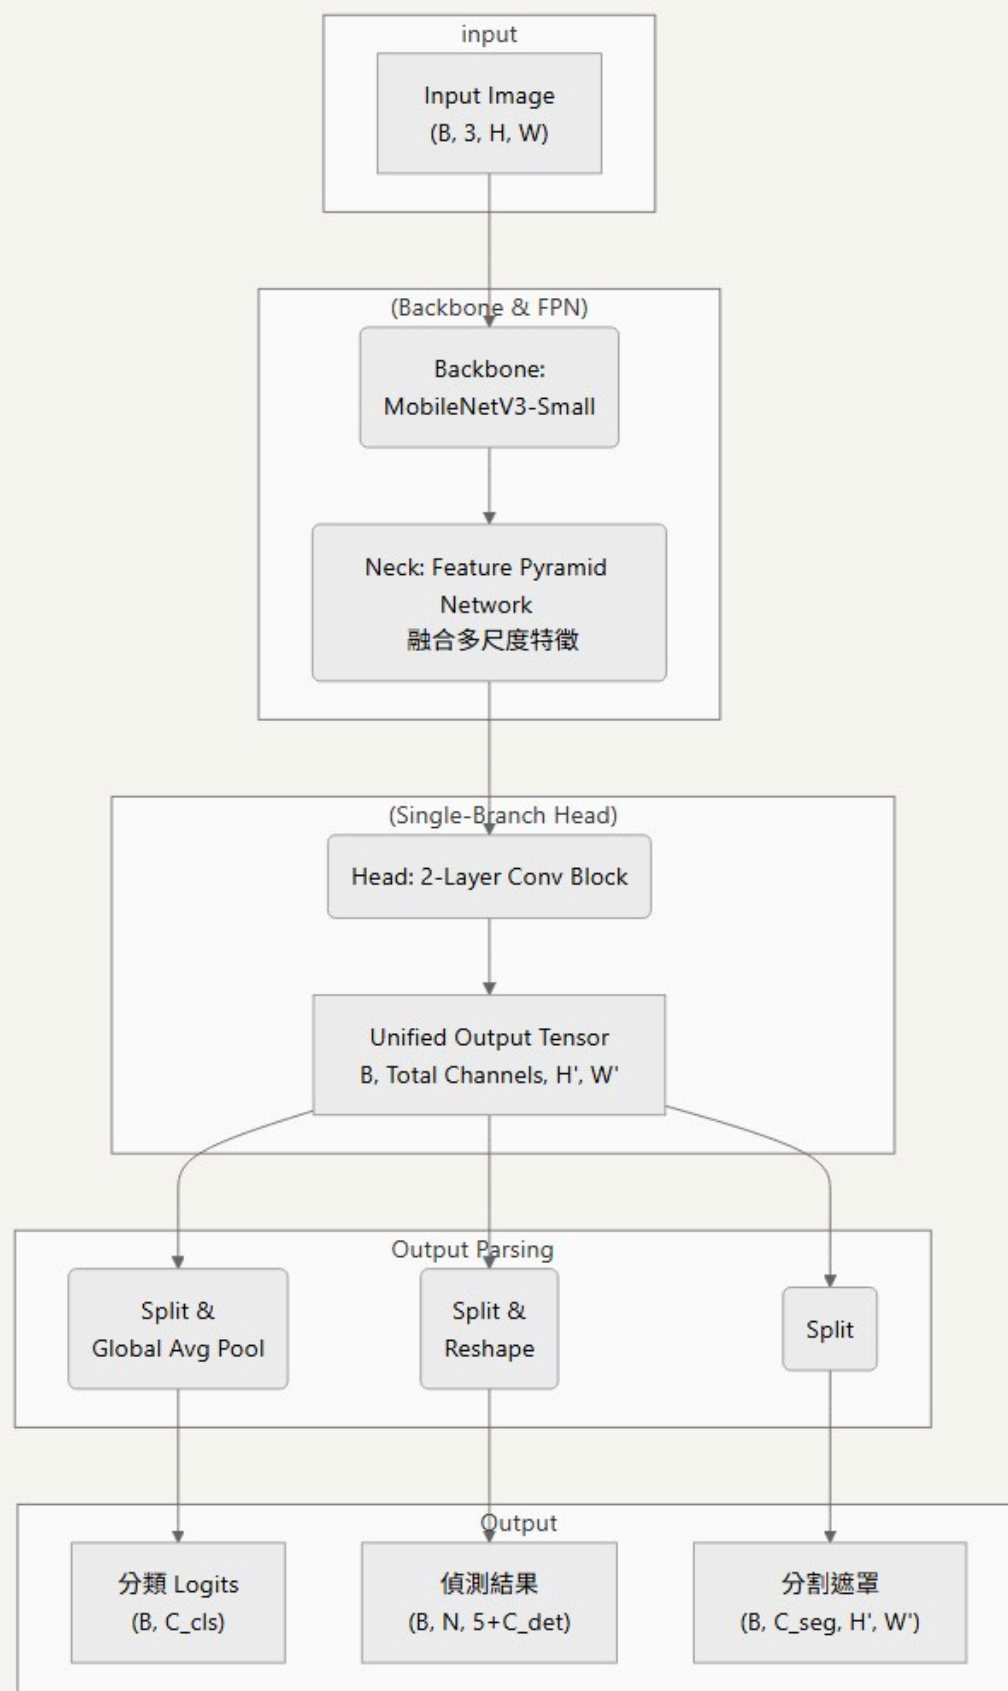 input
Input Image
(B, 3, H, W)
(Backbone & FPN)
Backbone:
MobileNetV3-Small
Neck: Feature Pyramid
Network
融合多尺度特徵
(Single-Branch Head)
Head: 2-Layer Conv Block
Unified Output Tensor
B, Total Channels, H', W'
Output Parsing
Split &
Global Avg Pool
Split &
Reshape
Split
Output
分類 Logits
(B, C_cls)
偵測結果
(B, N, 5+C_det)
分割遮罩
(B, C_seg, H', W')